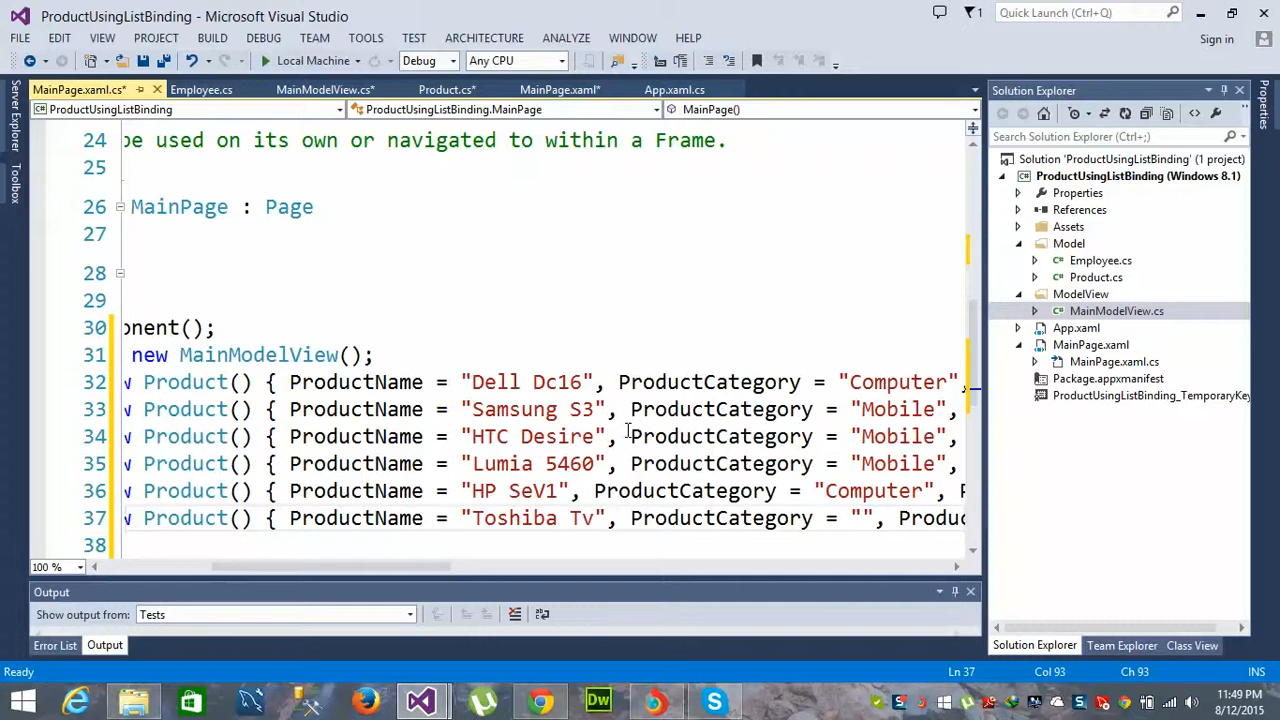 ProductUsingListBinding - Microsoft Visual Studio
1
Quick Launch (Ctrl+Q)
FILE EDIT VIEW PROJECT BUILD DEBUG TEAM TOOLS TEST ARCHITECTURE ANALYZE WINDOW HELP
Sign in
Local Machine Debug Any CPU
MainPage.xaml.cs* Employee.cs MainModelView.cs* Product.cs* MainPage.xaml* App.xaml.cs
ProductUsingListBinding ProductUsingListBinding.MainPage MainPage()
Server Explorer
Toolbox
24 be used on its own or navigated to within a Frame.
25
26 MainPage : Page
27
28
29
30 onent();
31 new MainModelView();
32 w Product() { ProductName = "Dell Dc16", ProductCategory = "Computer",
33 w Product() { ProductName = "Samsung S3", ProductCategory = "Mobile",
34 w Product() { ProductName = "HTC Desire", ProductCategory = "Mobile",
35 w Product() { ProductName = "Lumia 5460", ProductCategory = "Mobile",
36 w Product() { ProductName = "HP SeV1", ProductCategory = "Computer", P
37 w Product() { ProductName = "Toshiba Tv", ProductCategory = "", Produc
38
100 %
Output
Show output from: Tests
Error List Output
Solution Explorer
Search Solution Explorer (Ctrl+;)
Solution 'ProductUsingListBinding' (1 project)
ProductUsingListBinding (Windows 8.1)
Properties
References
Assets
Model
Employee.cs
Product.cs
ModelView
MainModelView.cs
App.xaml
MainPage.xaml
MainPage.xaml.cs
Package.appxmanifest
ProductUsingListBinding_TemporaryKey
Solution Explorer Team Explorer Class View
Properties
Ready Ln 37 Col 93 Ch 93 INS
Dw
11:49 PM
8/12/2015